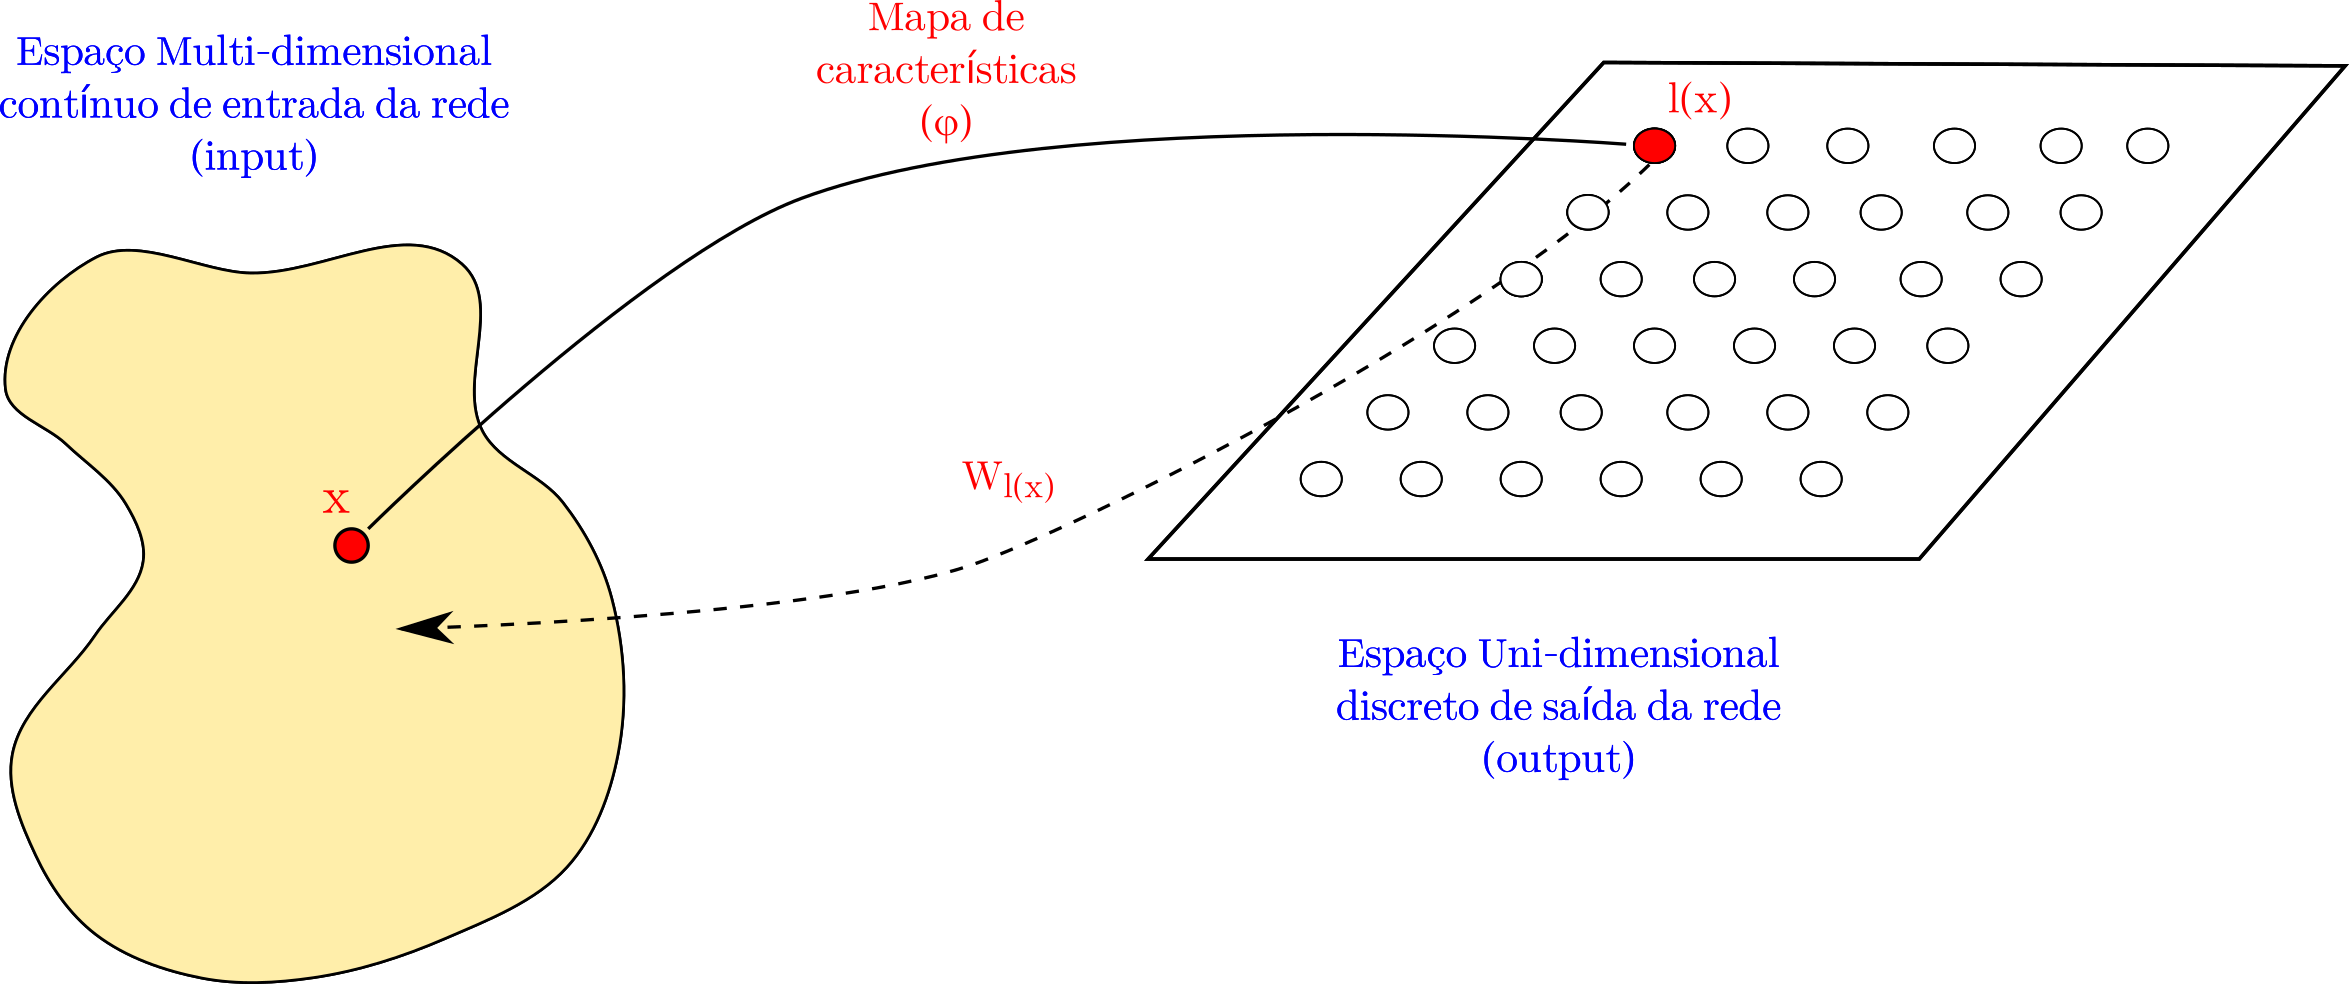 Espaço Multi-dimensional
contínuo de entrada da rede
(input)
Mapa de
características
(φ)
l(x)
x
W_l(x)
Espaço Uni-dimensional
discreto de saída da rede
(output)